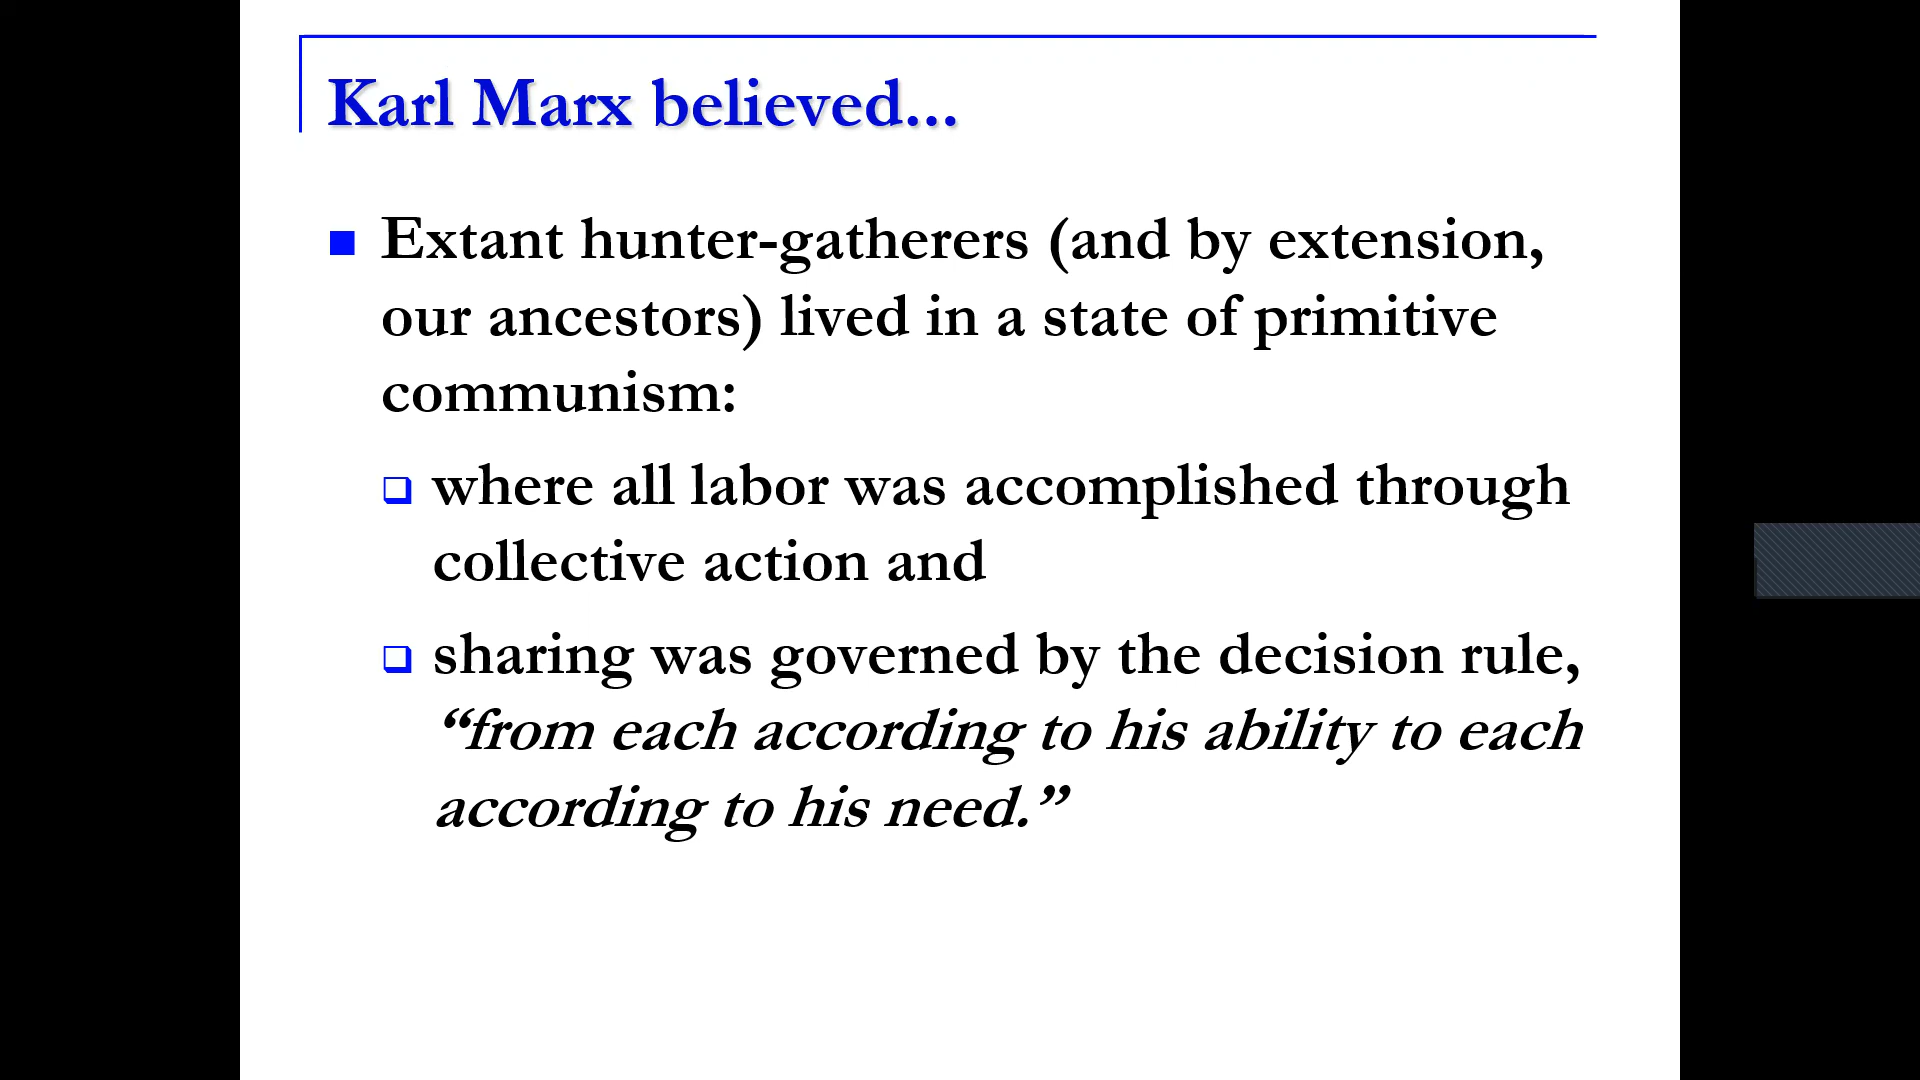 Karl Marx believed...
Extant hunter-gatherers (and by extension,
our ancestors) lived in a state of primitive
communism:
where all labor was accomplished through
collective action and
sharing was governed by the decision rule,
“from each according to his ability to each
according to his need.”